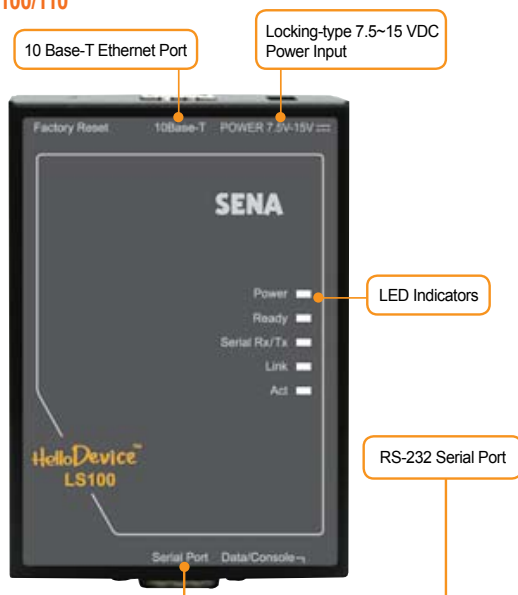 100/110
10 Base-T Ethernet Port
Locking-type 7.5~15 VDC
Power Input
Factory Reset 10Base-T POWER 7.5V-15V
SENA
Power
LED Indicators
Ready
Serial Rx/Tx
Link
Act
HelloDevice™
LS100
RS-232 Serial Port
Serial Port Data/Console